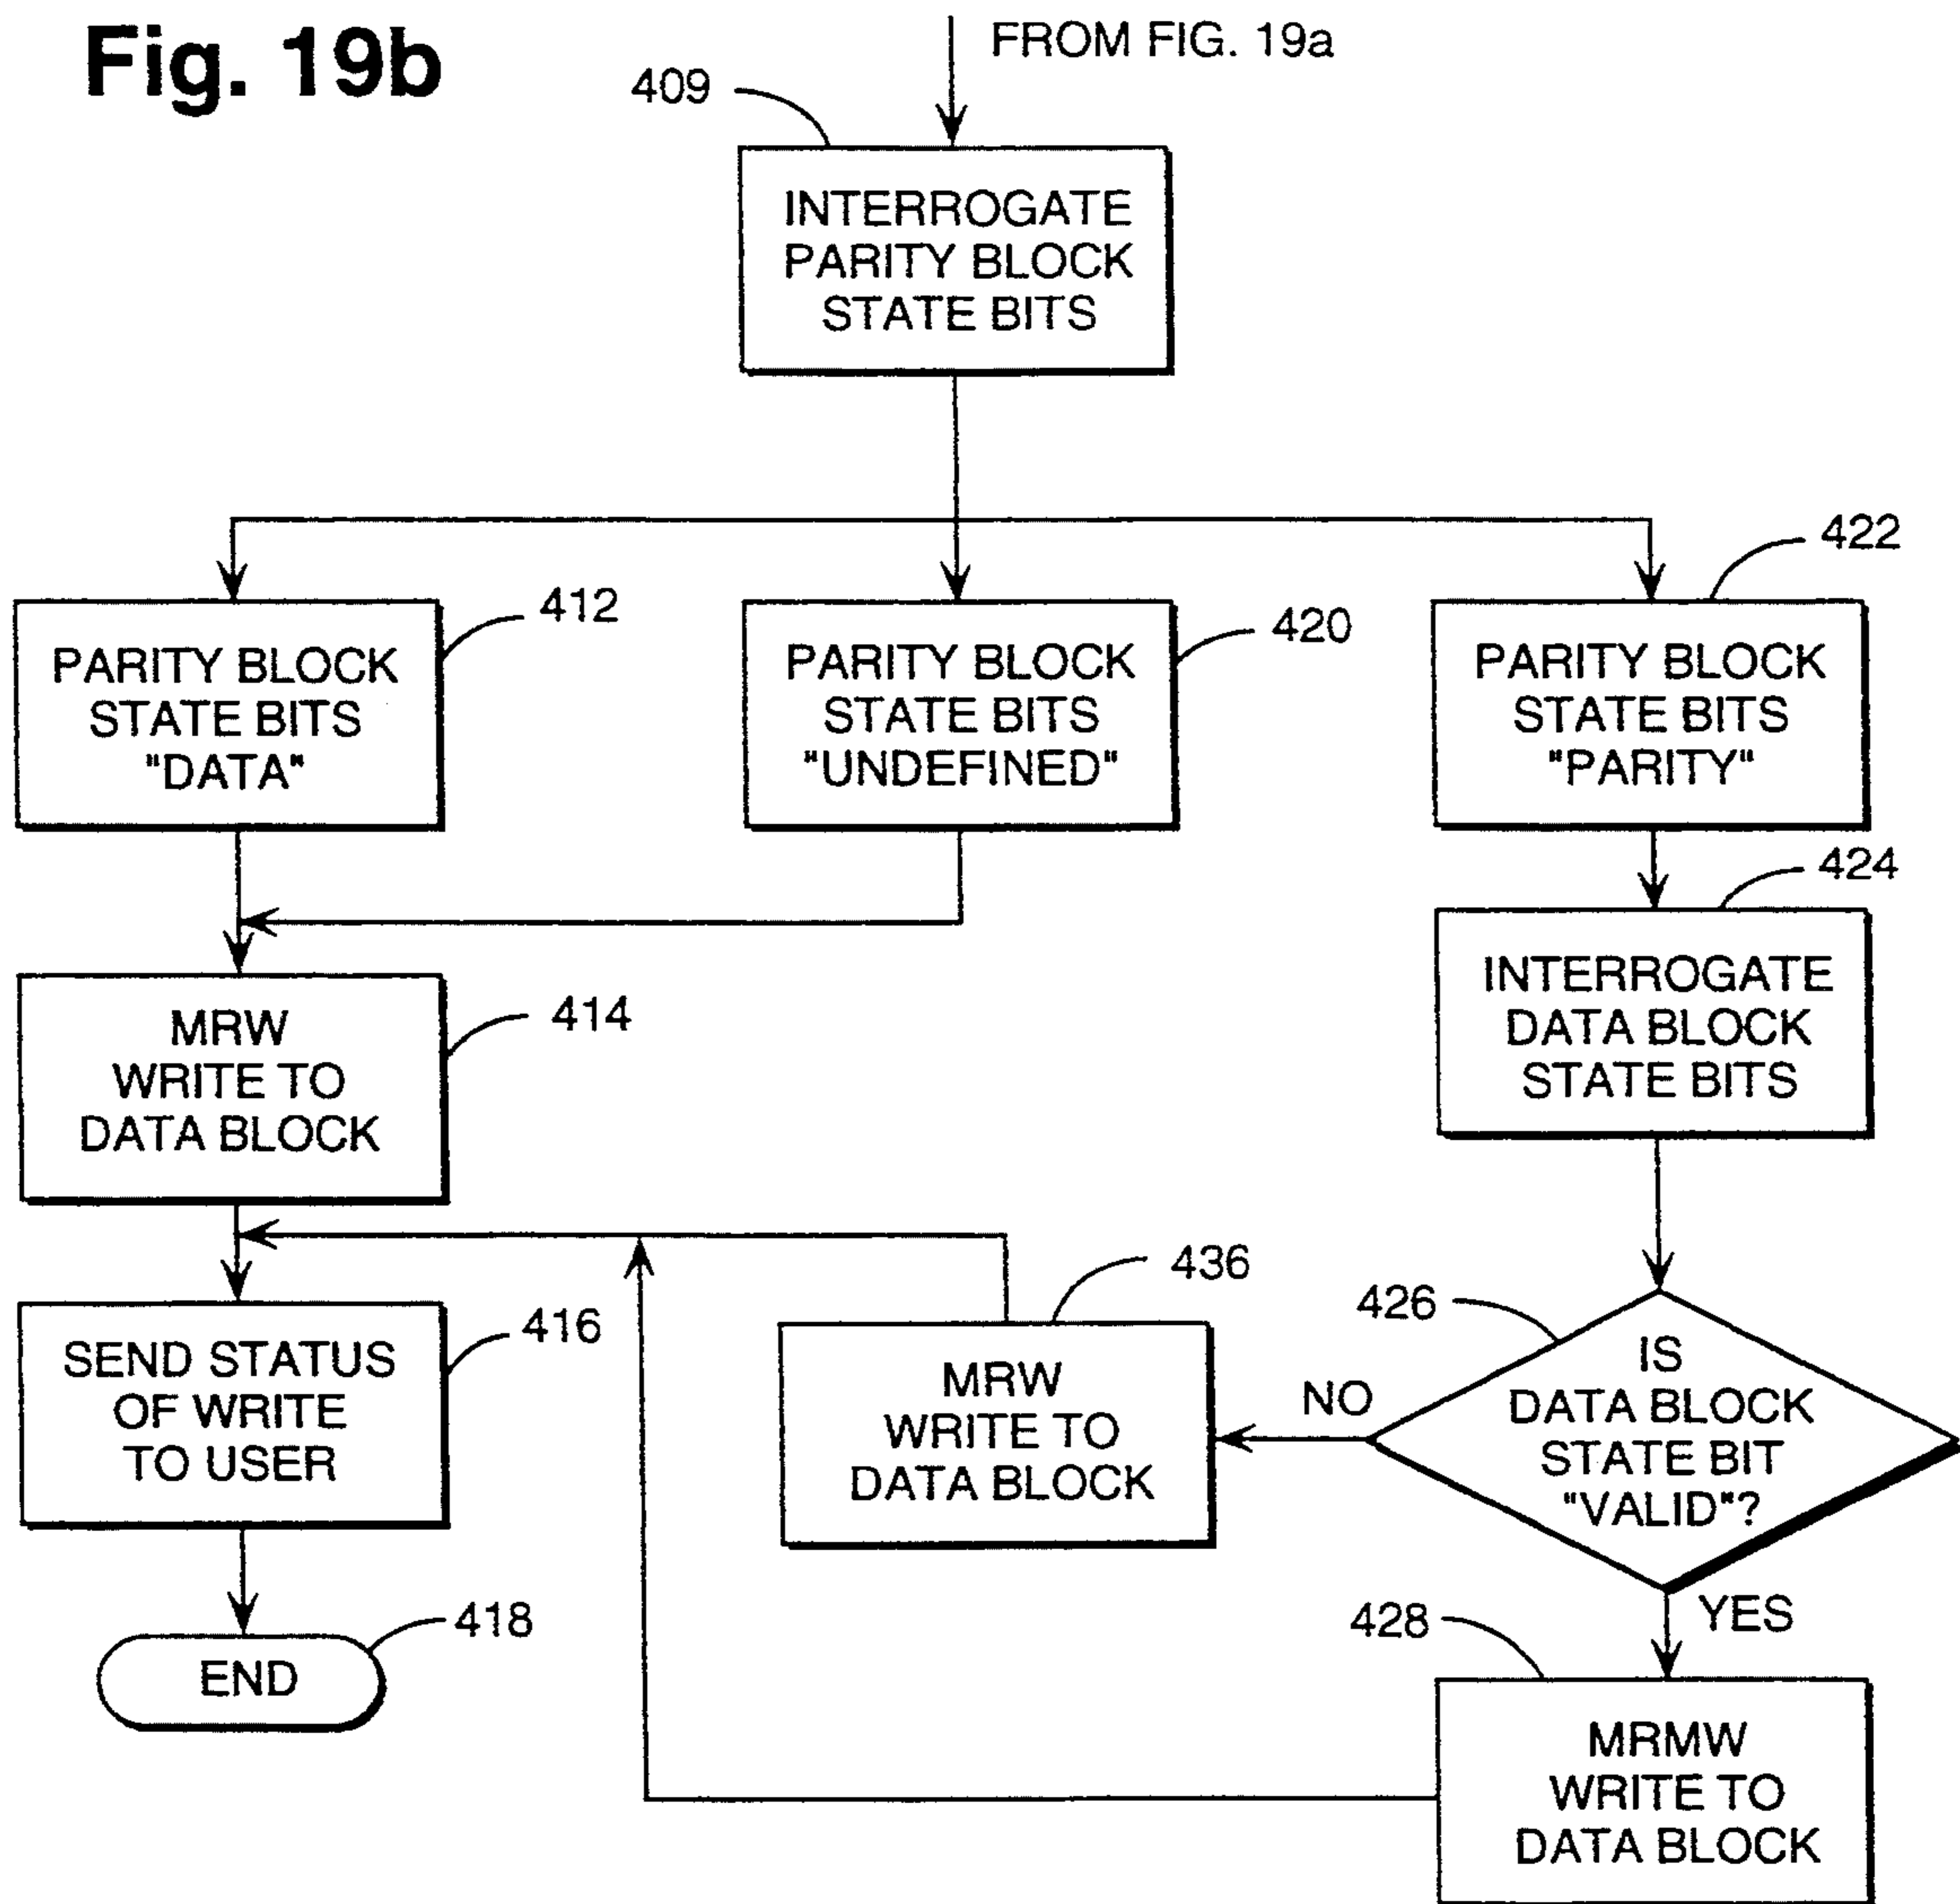 Fig. 19b
FROM FIG. 19a
409
INTERROGATE
PARITY BLOCK
STATE BITS
412
PARITY BLOCK
STATE BITS
"DATA"
420
PARITY BLOCK
STATE BITS
"UNDEFINED"
422
PARITY BLOCK
STATE BITS
"PARITY"
424
INTERROGATE
DATA BLOCK
STATE BITS
414
MRW
WRITE TO
DATA BLOCK
416
SEND STATUS
OF WRITE
TO USER
436
MRW
WRITE TO
DATA BLOCK
426
IS
DATA BLOCK
STATE BIT
"VALID"?
NO
YES
418
END
428
MRMW
WRITE TO
DATA BLOCK